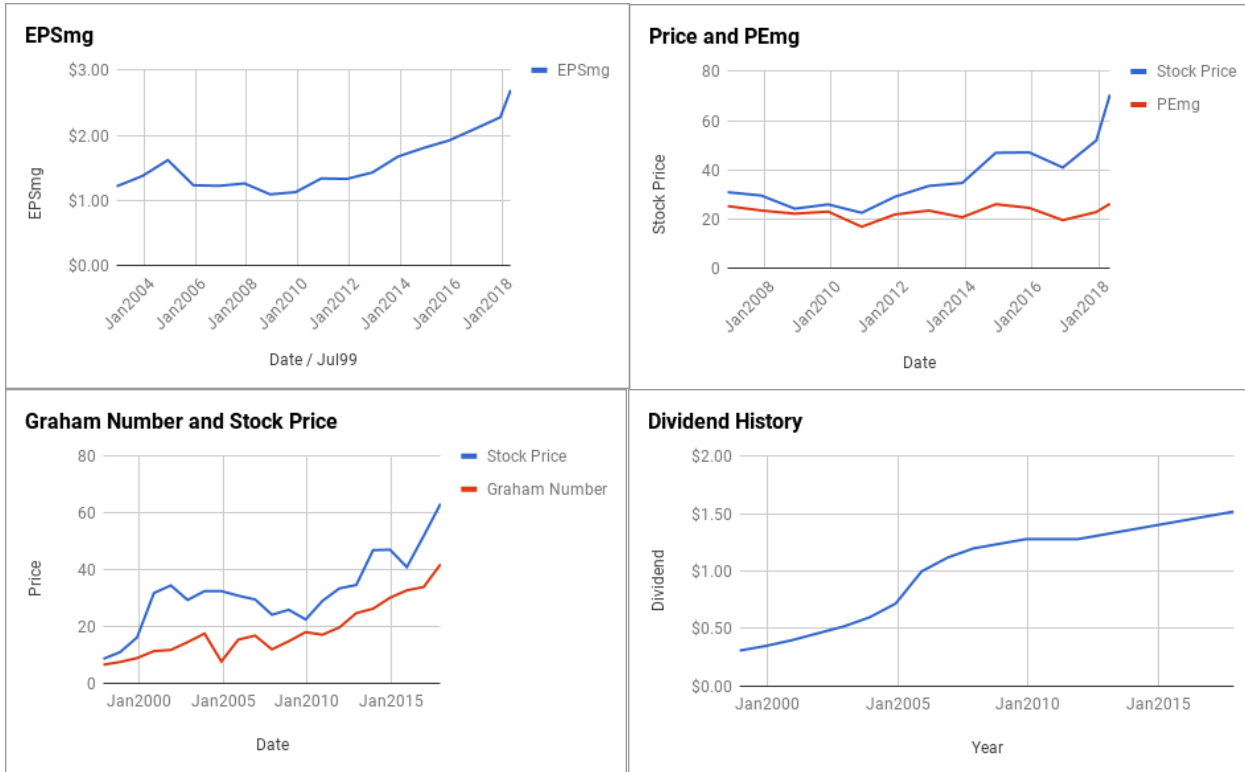 EPSmg
$3.00
$2.00
$1.00
$0.00
EPSmg
EPSmg
Jan2004
Jan2006
Jan2008
Jan2010
Jan2012
Jan2014
Jan2016
Jan2018
Date / Jul99
Price and PEmg
80
60
40
20
0
Stock Price
Stock Price
PEmg
Jan2008
Jan2010
Jan2012
Jan2014
Jan2016
Jan2018
Date
Graham Number and Stock Price
80
60
40
20
0
Price
Stock Price
Graham Number
Jan2000
Jan2005
Jan2010
Jan2015
Date
Dividend History
$2.00
$1.50
$1.00
$0.50
$0.00
Dividend
Jan2000
Jan2005
Jan2010
Jan2015
Year